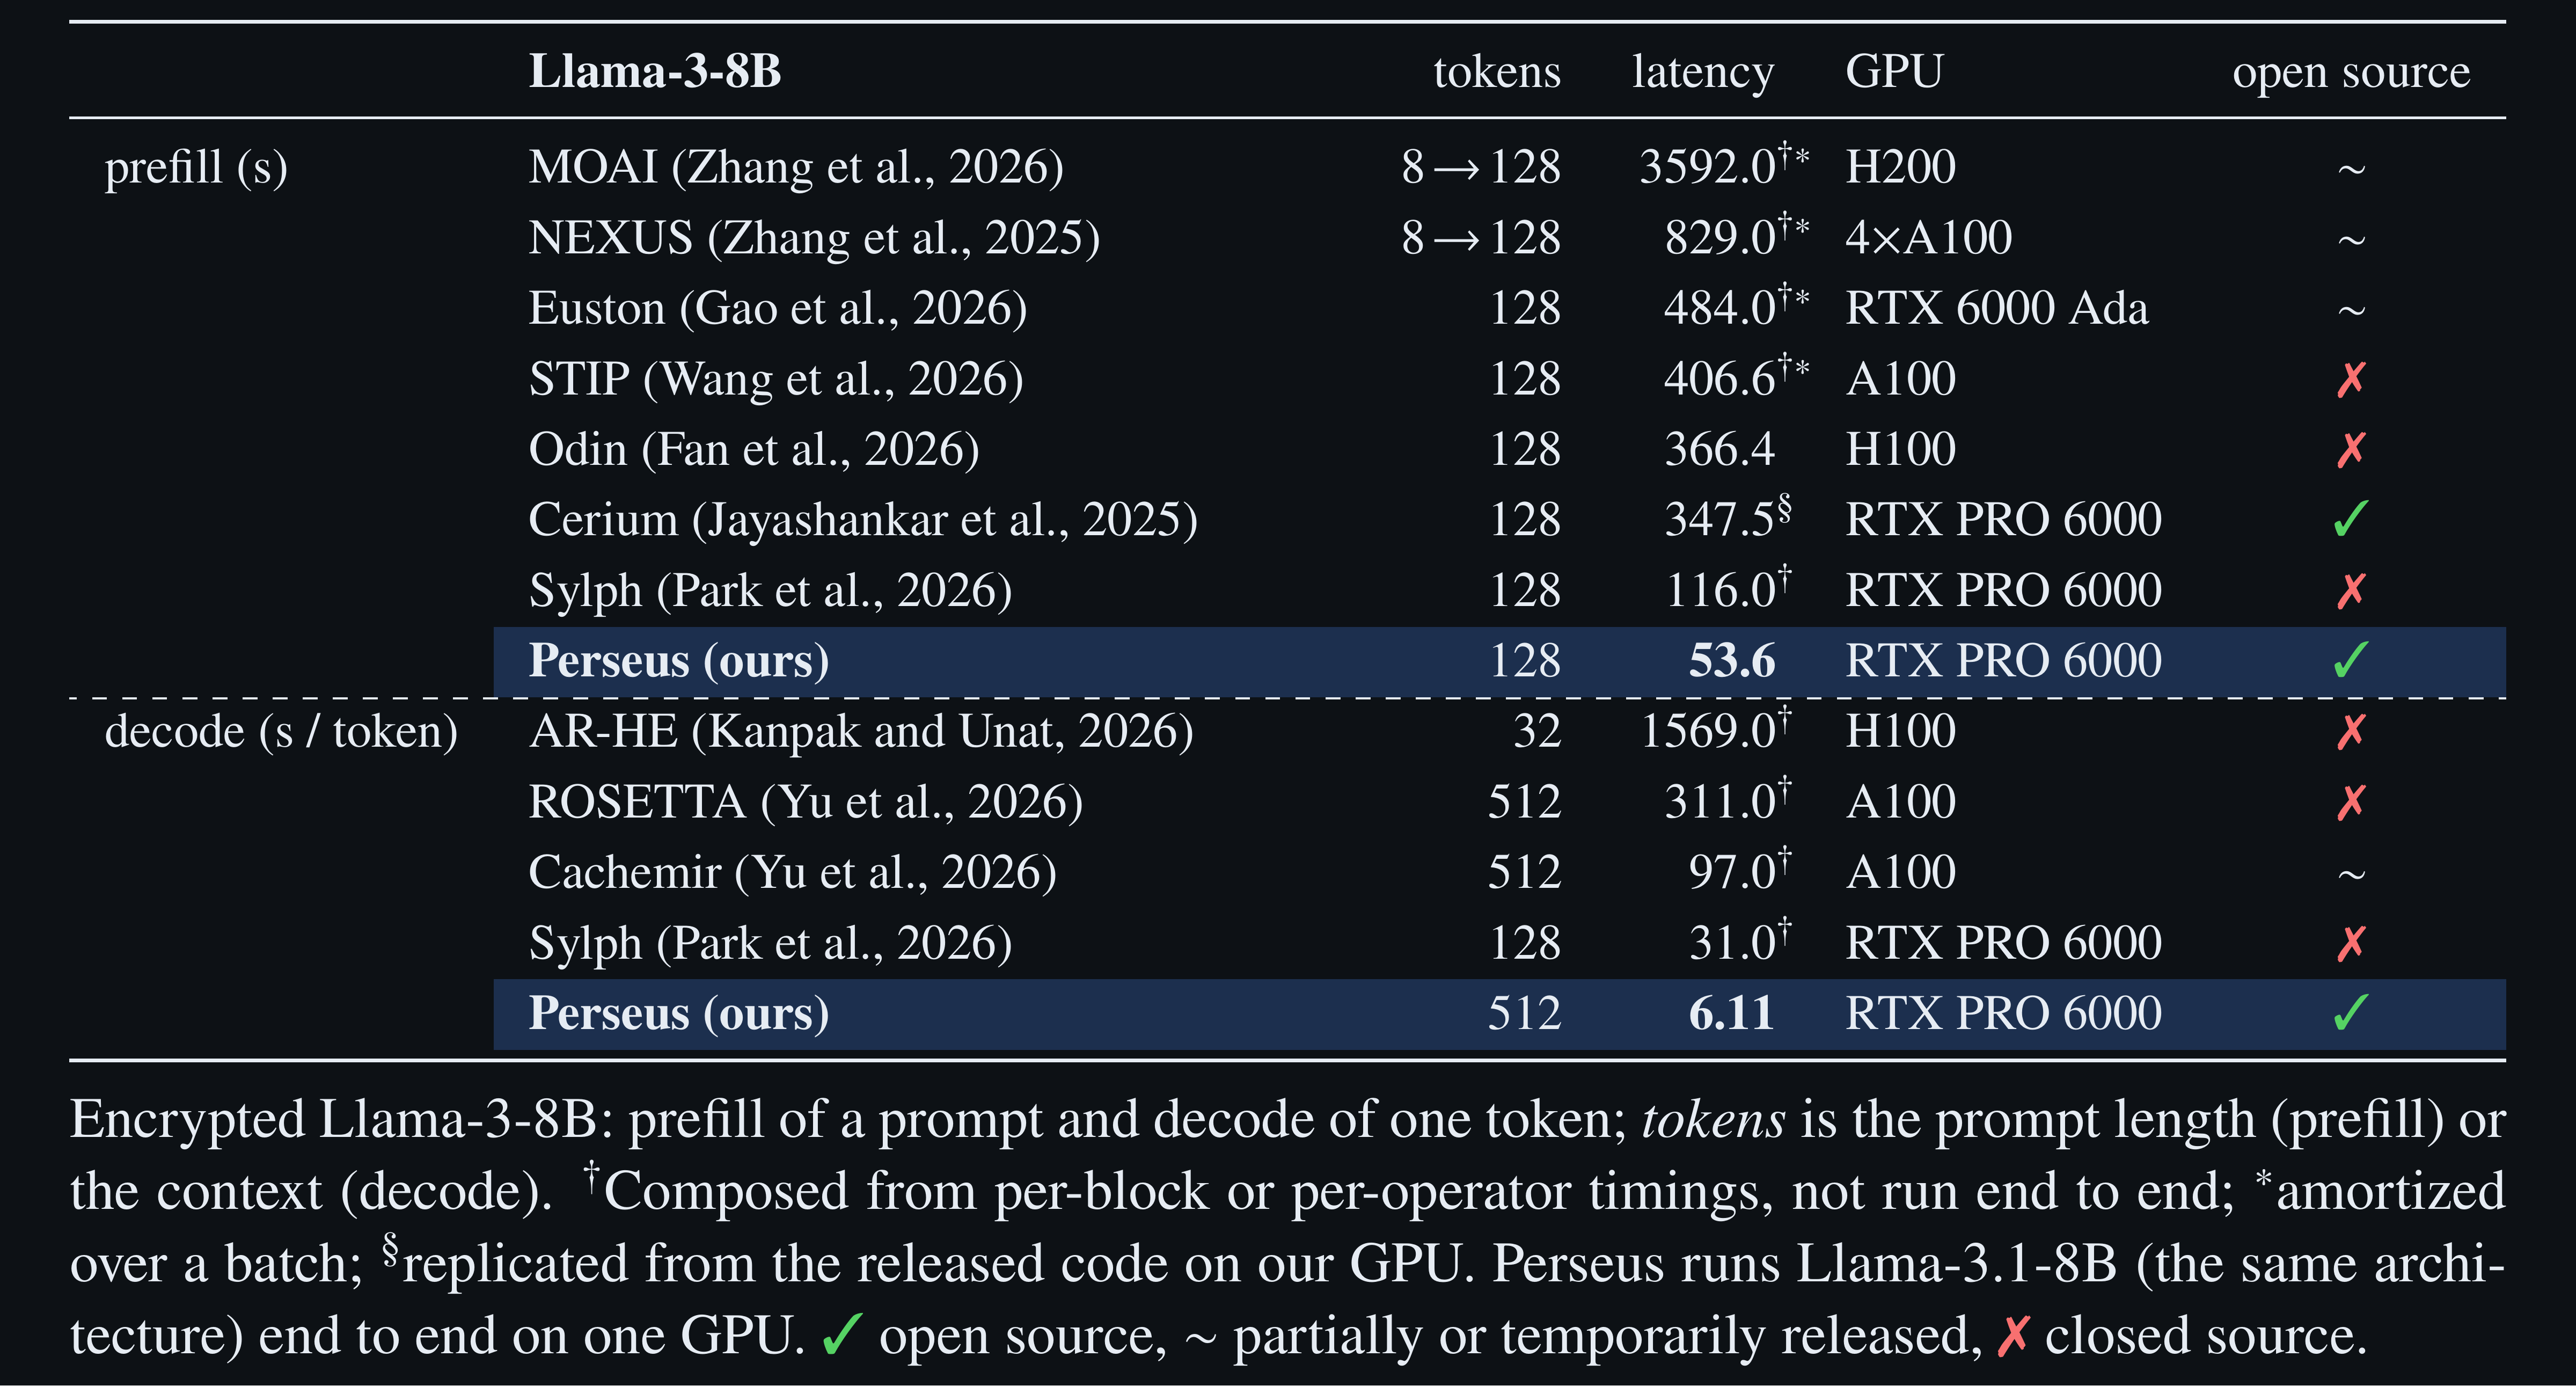 Llama-3-8B tokens latency GPU open source
prefill (s) MOAI (Zhang et al., 2026) 8→128 3592.0†* H200 ~
NEXUS (Zhang et al., 2025) 8→128 829.0†* 4×A100 ~
Euston (Gao et al., 2026) 128 484.0†* RTX 6000 Ada ~
STIP (Wang et al., 2026) 128 406.6†* A100 ✗
Odin (Fan et al., 2026) 128 366.4 H100 ✗
Cerium (Jayashankar et al., 2025) 128 347.5§ RTX PRO 6000 ✓
Sylph (Park et al., 2026) 128 116.0† RTX PRO 6000 ✗
Perseus (ours) 128 53.6 RTX PRO 6000 ✓
decode (s / token) AR-HE (Kanpak and Unat, 2026) 32 1569.0† H100 ✗
ROSETTA (Yu et al., 2026) 512 311.0† A100 ✗
Cachemir (Yu et al., 2026) 512 97.0† A100 ~
Sylph (Park et al., 2026) 128 31.0† RTX PRO 6000 ✗
Perseus (ours) 512 6.11 RTX PRO 6000 ✓
Encrypted Llama-3-8B: prefill of a prompt and decode of one token; tokens is the prompt length (prefill) or
the context (decode). †Composed from per-block or per-operator timings, not run end to end; *amortized
over a batch; §replicated from the released code on our GPU. Perseus runs Llama-3.1-8B (the same archi-
tecture) end to end on one GPU. ✓ open source, ~ partially or temporarily released, ✗ closed source.